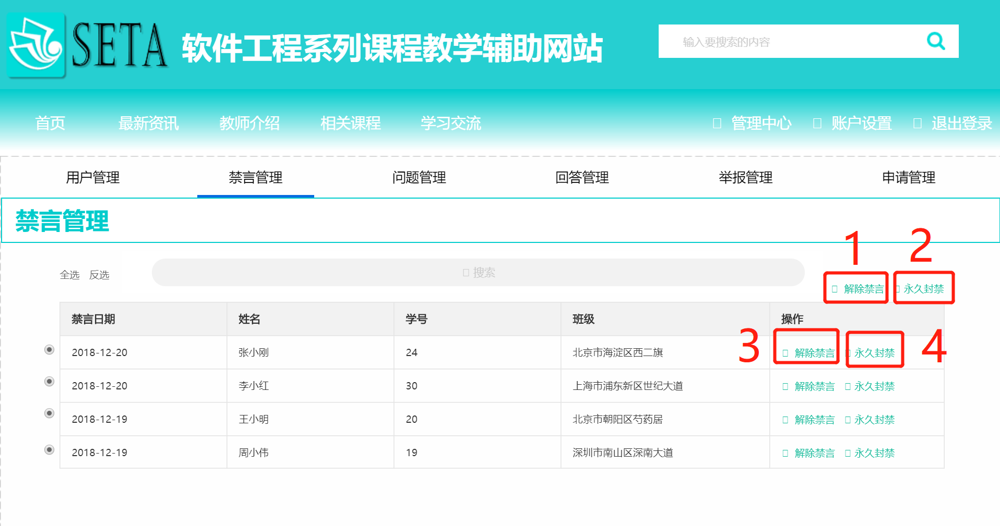 SETA 软件工程系列课程教学辅助网站
输入要搜索的内容
首页 最新资讯 教师介绍 相关课程 学习交流 管理中心 账户设置 退出登录
用户管理 禁言管理 问题管理 回答管理 举报管理 申请管理
禁言管理
1 2
全选 反选 搜索
解除禁言 永久封禁
禁言日期 姓名 学号 班级 操作
3 4
2018-12-20 张小刚 24 北京市海淀区西二旗 解除禁言 永久封禁
2018-12-20 李小红 30 上海市浦东新区世纪大道 解除禁言 永久封禁
2018-12-19 王小明 20 北京市朝阳区芍药居 解除禁言 永久封禁
2018-12-19 周小伟 19 深圳市南山区深南大道 解除禁言 永久封禁